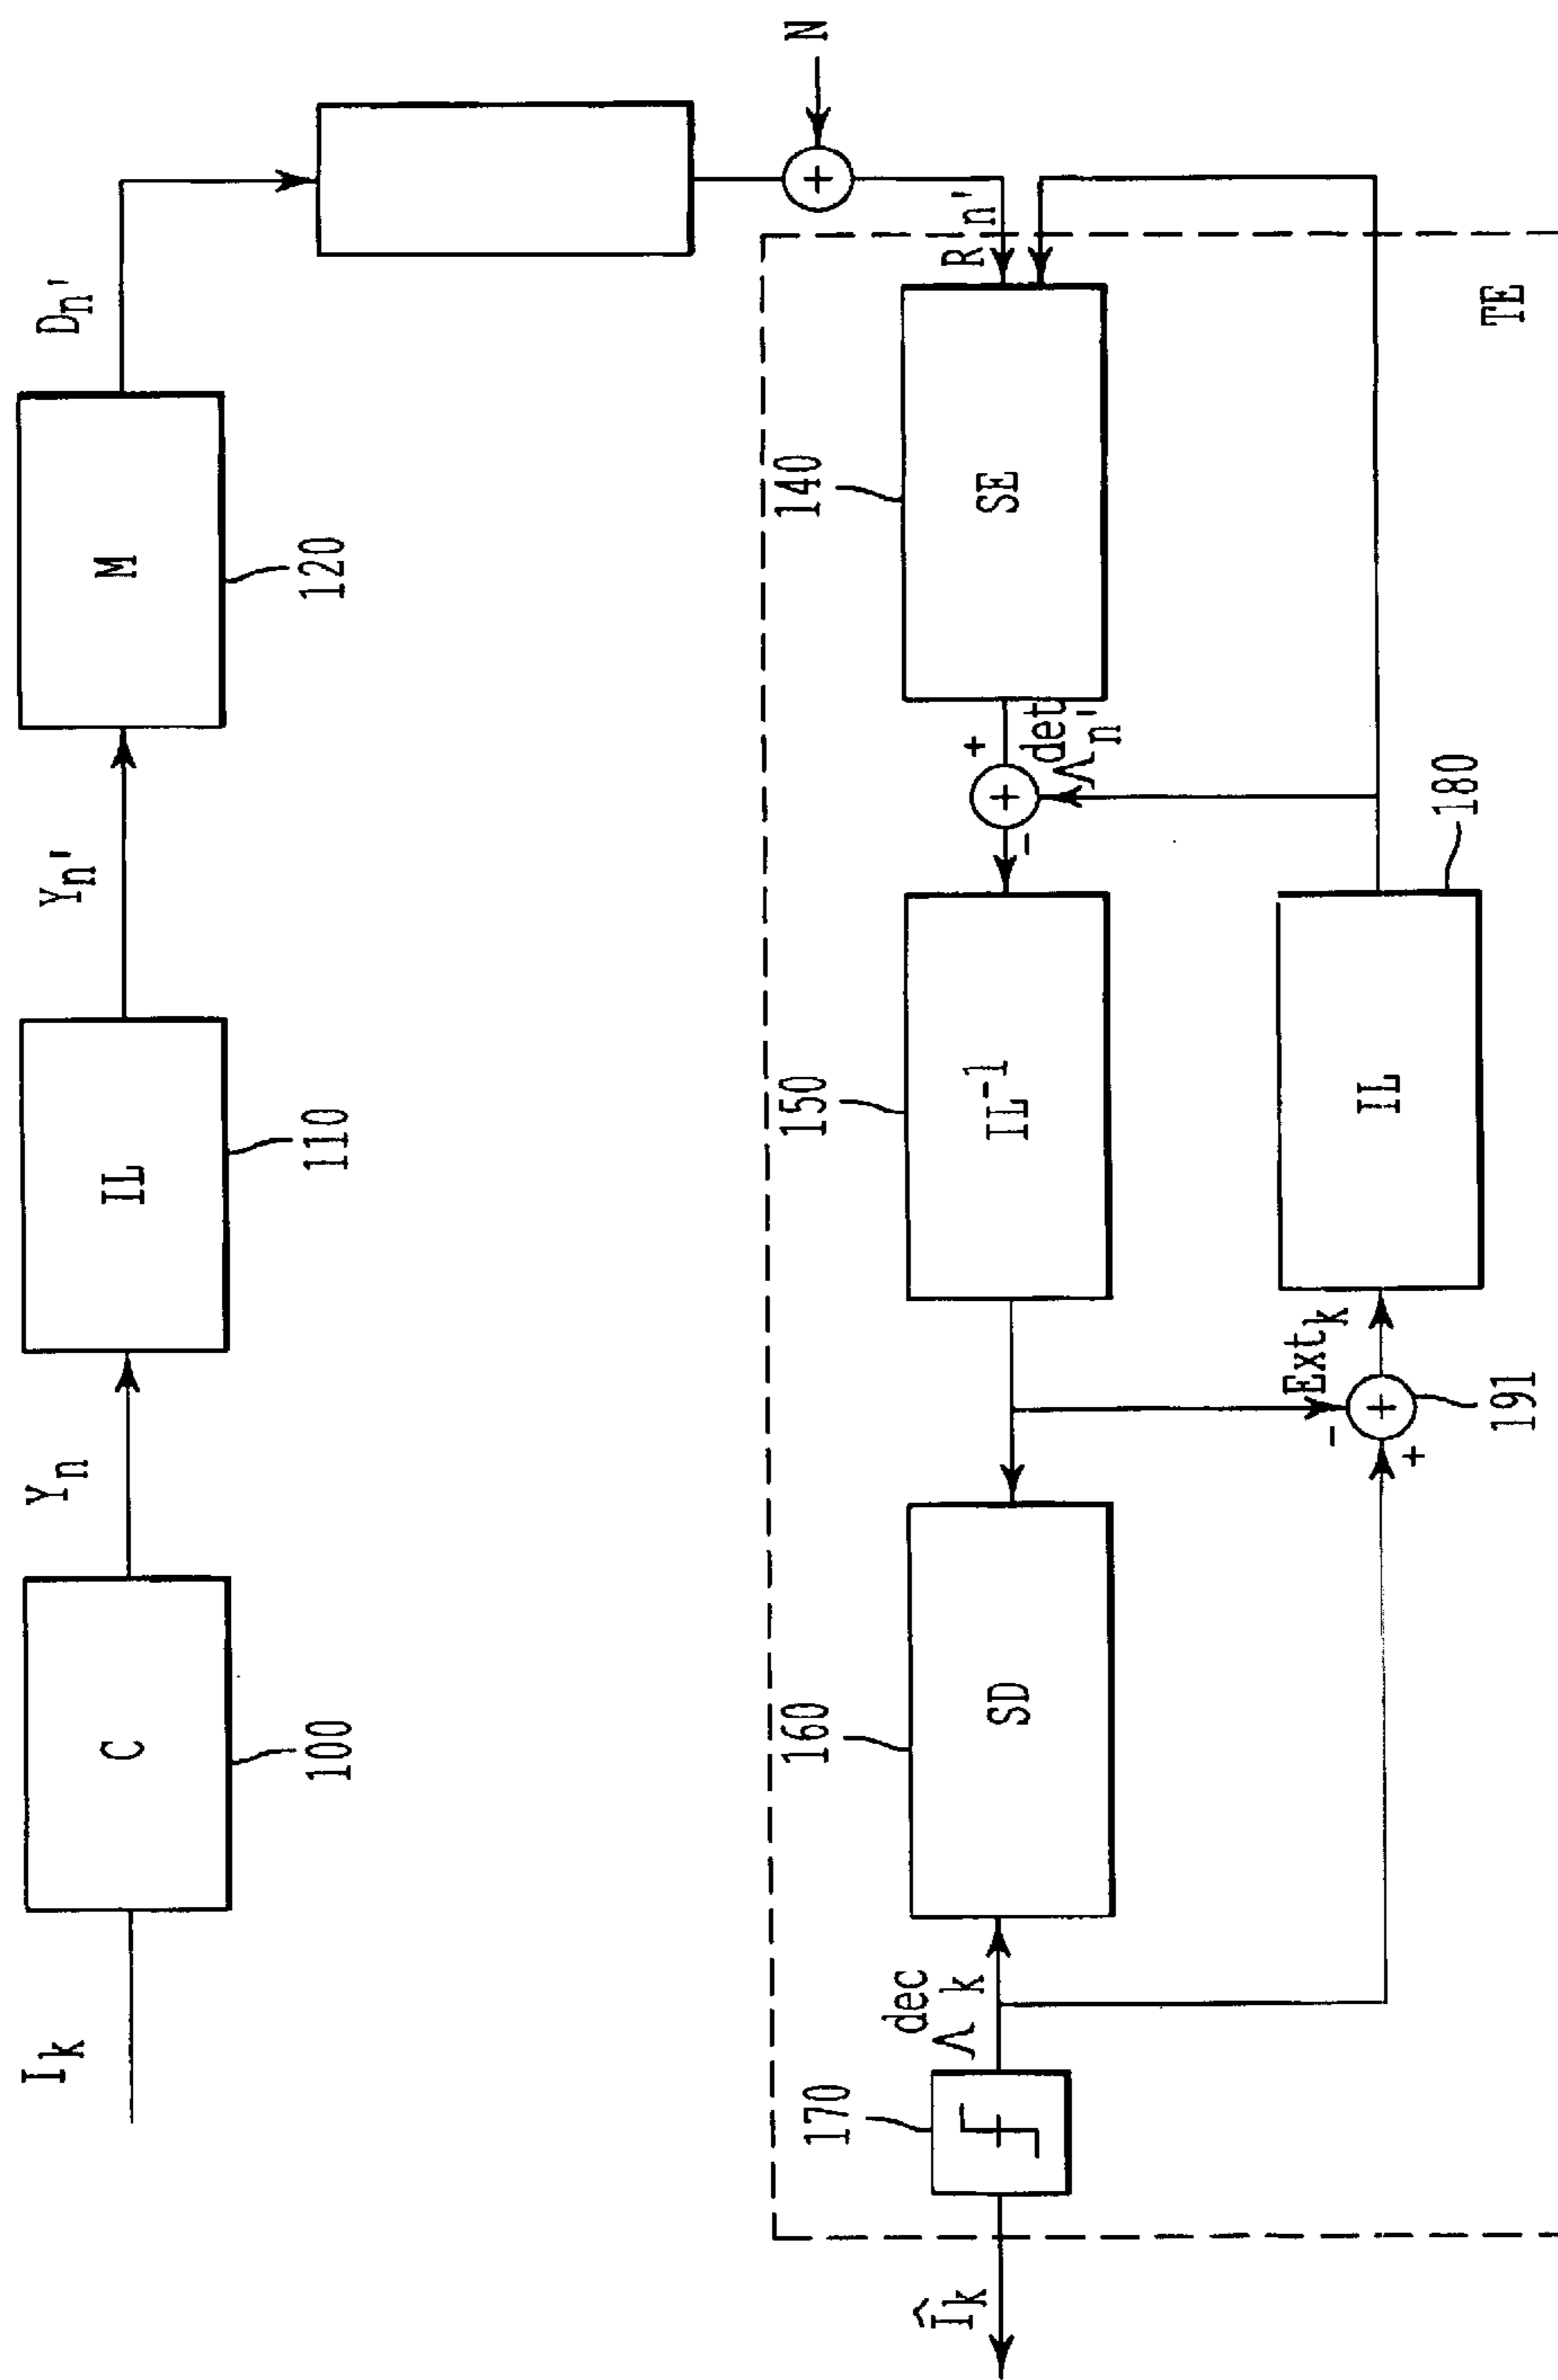 I_k
C
100
Y_n
IL
110
Y_n'
M
120
D_n'
N
+
R_n'
TE
140
SE
+
Λ_n'^det
+
-
150
IL^-1
180
IL
Ext_k
-
+
+
191
160
SD
Λ_k^dec
170
Î_k